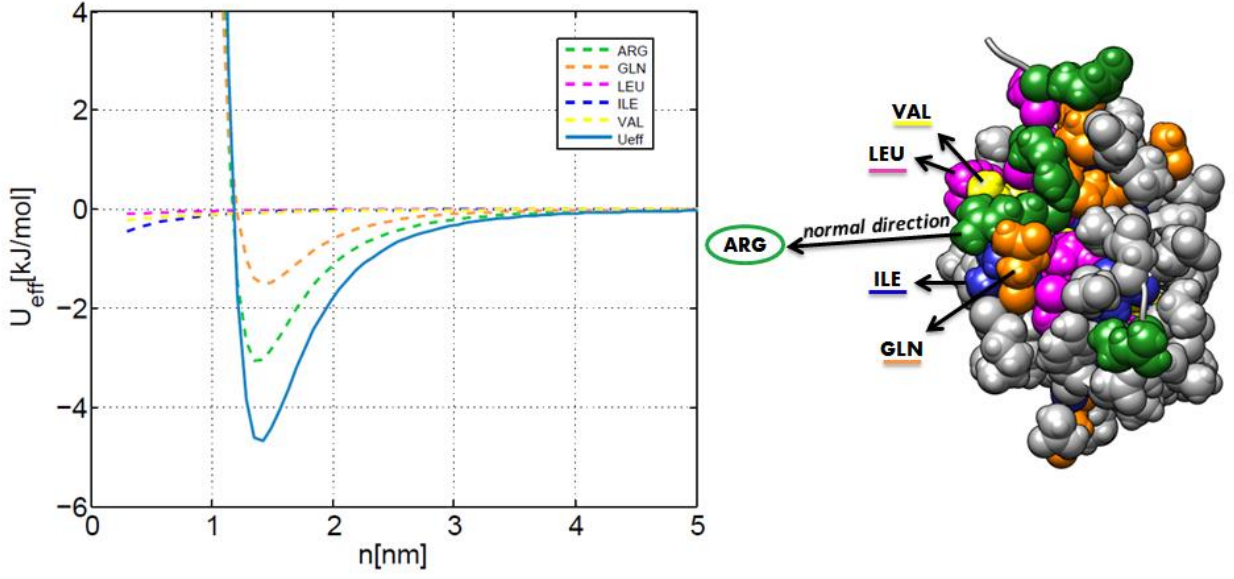 4
2
0
−2
−4
−6
0
1
2
3
4
5
U_eff[kJ/mol]
n[nm]
ARG
GLN
LEU
ILE
VAL
Ueff
VAL
LEU
ARG
normal direction
ILE
GLN